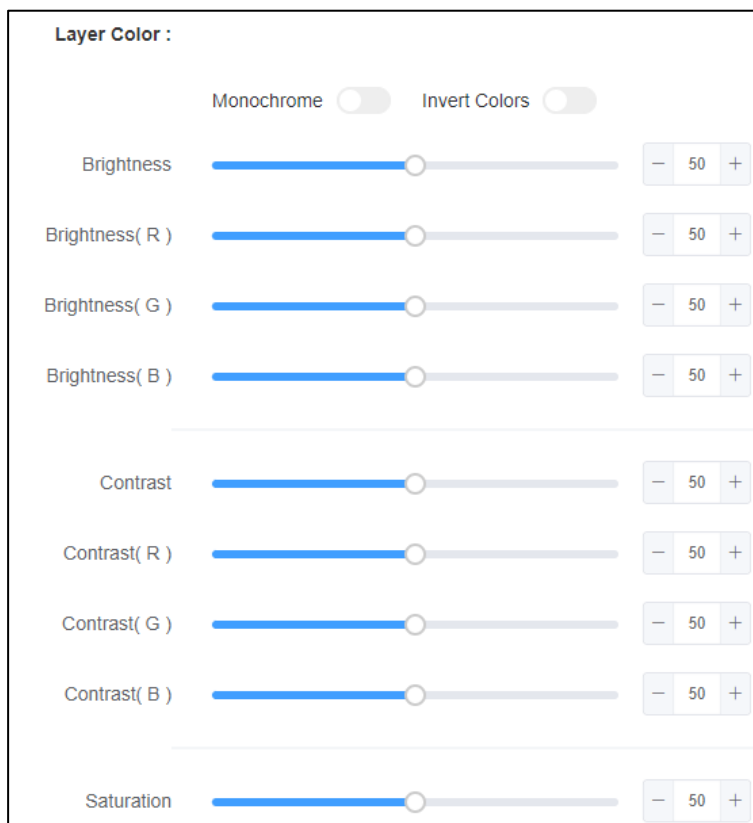 Layer Color :
Monochrome Invert Colors
Brightness − 50 +
Brightness( R ) − 50 +
Brightness( G ) − 50 +
Brightness( B ) − 50 +
Contrast − 50 +
Contrast( R ) − 50 +
Contrast( G ) − 50 +
Contrast( B ) − 50 +
Saturation − 50 +